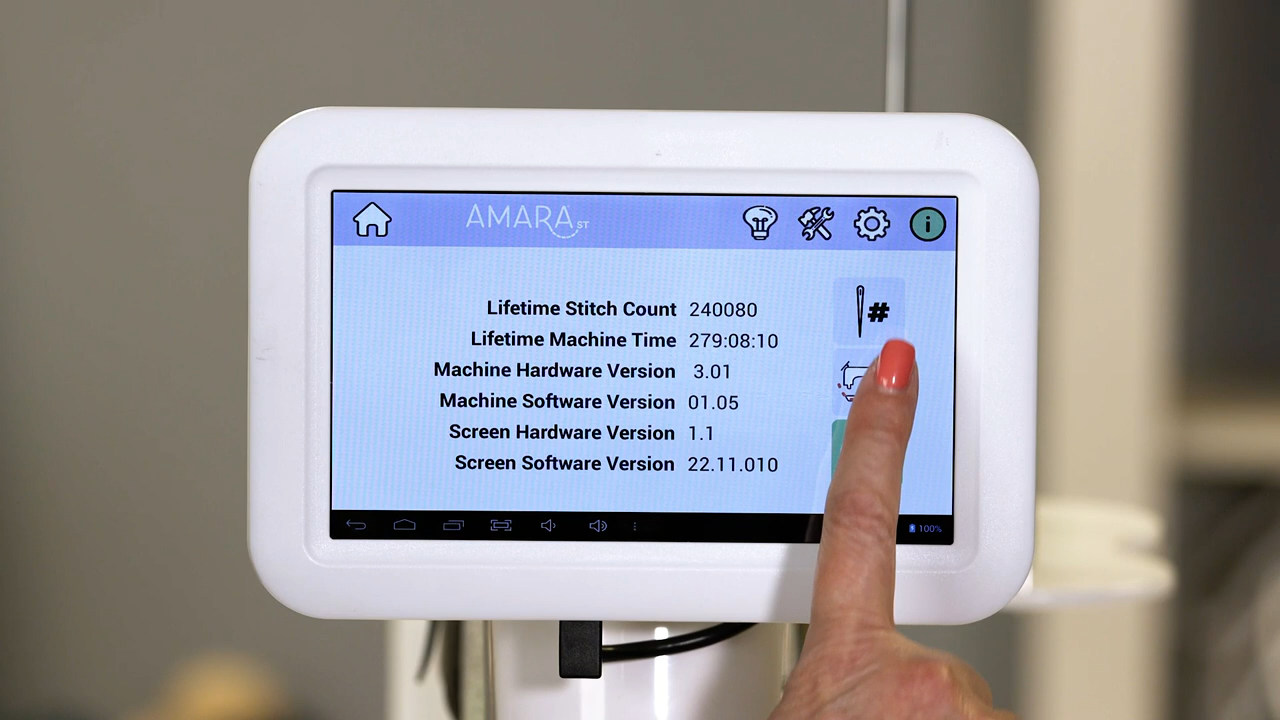 AMARA ST
i
#
Lifetime Stitch Count 240080
Lifetime Machine Time 279:08:10
Machine Hardware Version 3.01
Machine Software Version 01.05
Screen Hardware Version 1.1
Screen Software Version 22.11.010
100%